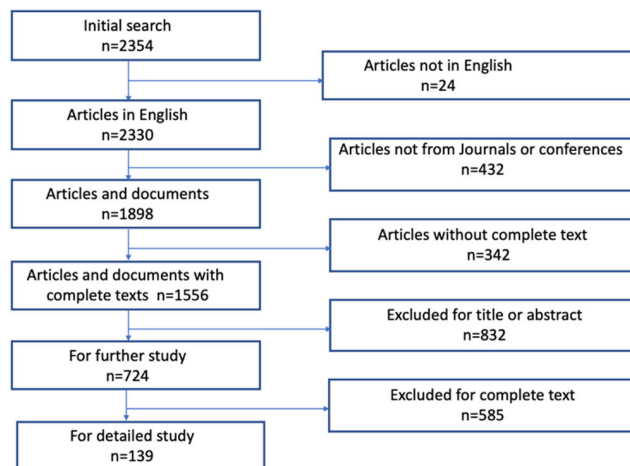 Initial search
n=2354
Articles not in English
n=24
Articles in English
n=2330
Articles not from Journals or conferences
n=432
Articles and documents
n=1898
Articles without complete text
n=342
Articles and documents with
complete texts n=1556
Excluded for title or abstract
n=832
For further study
n=724
Excluded for complete text
n=585
For detailed study
n=139